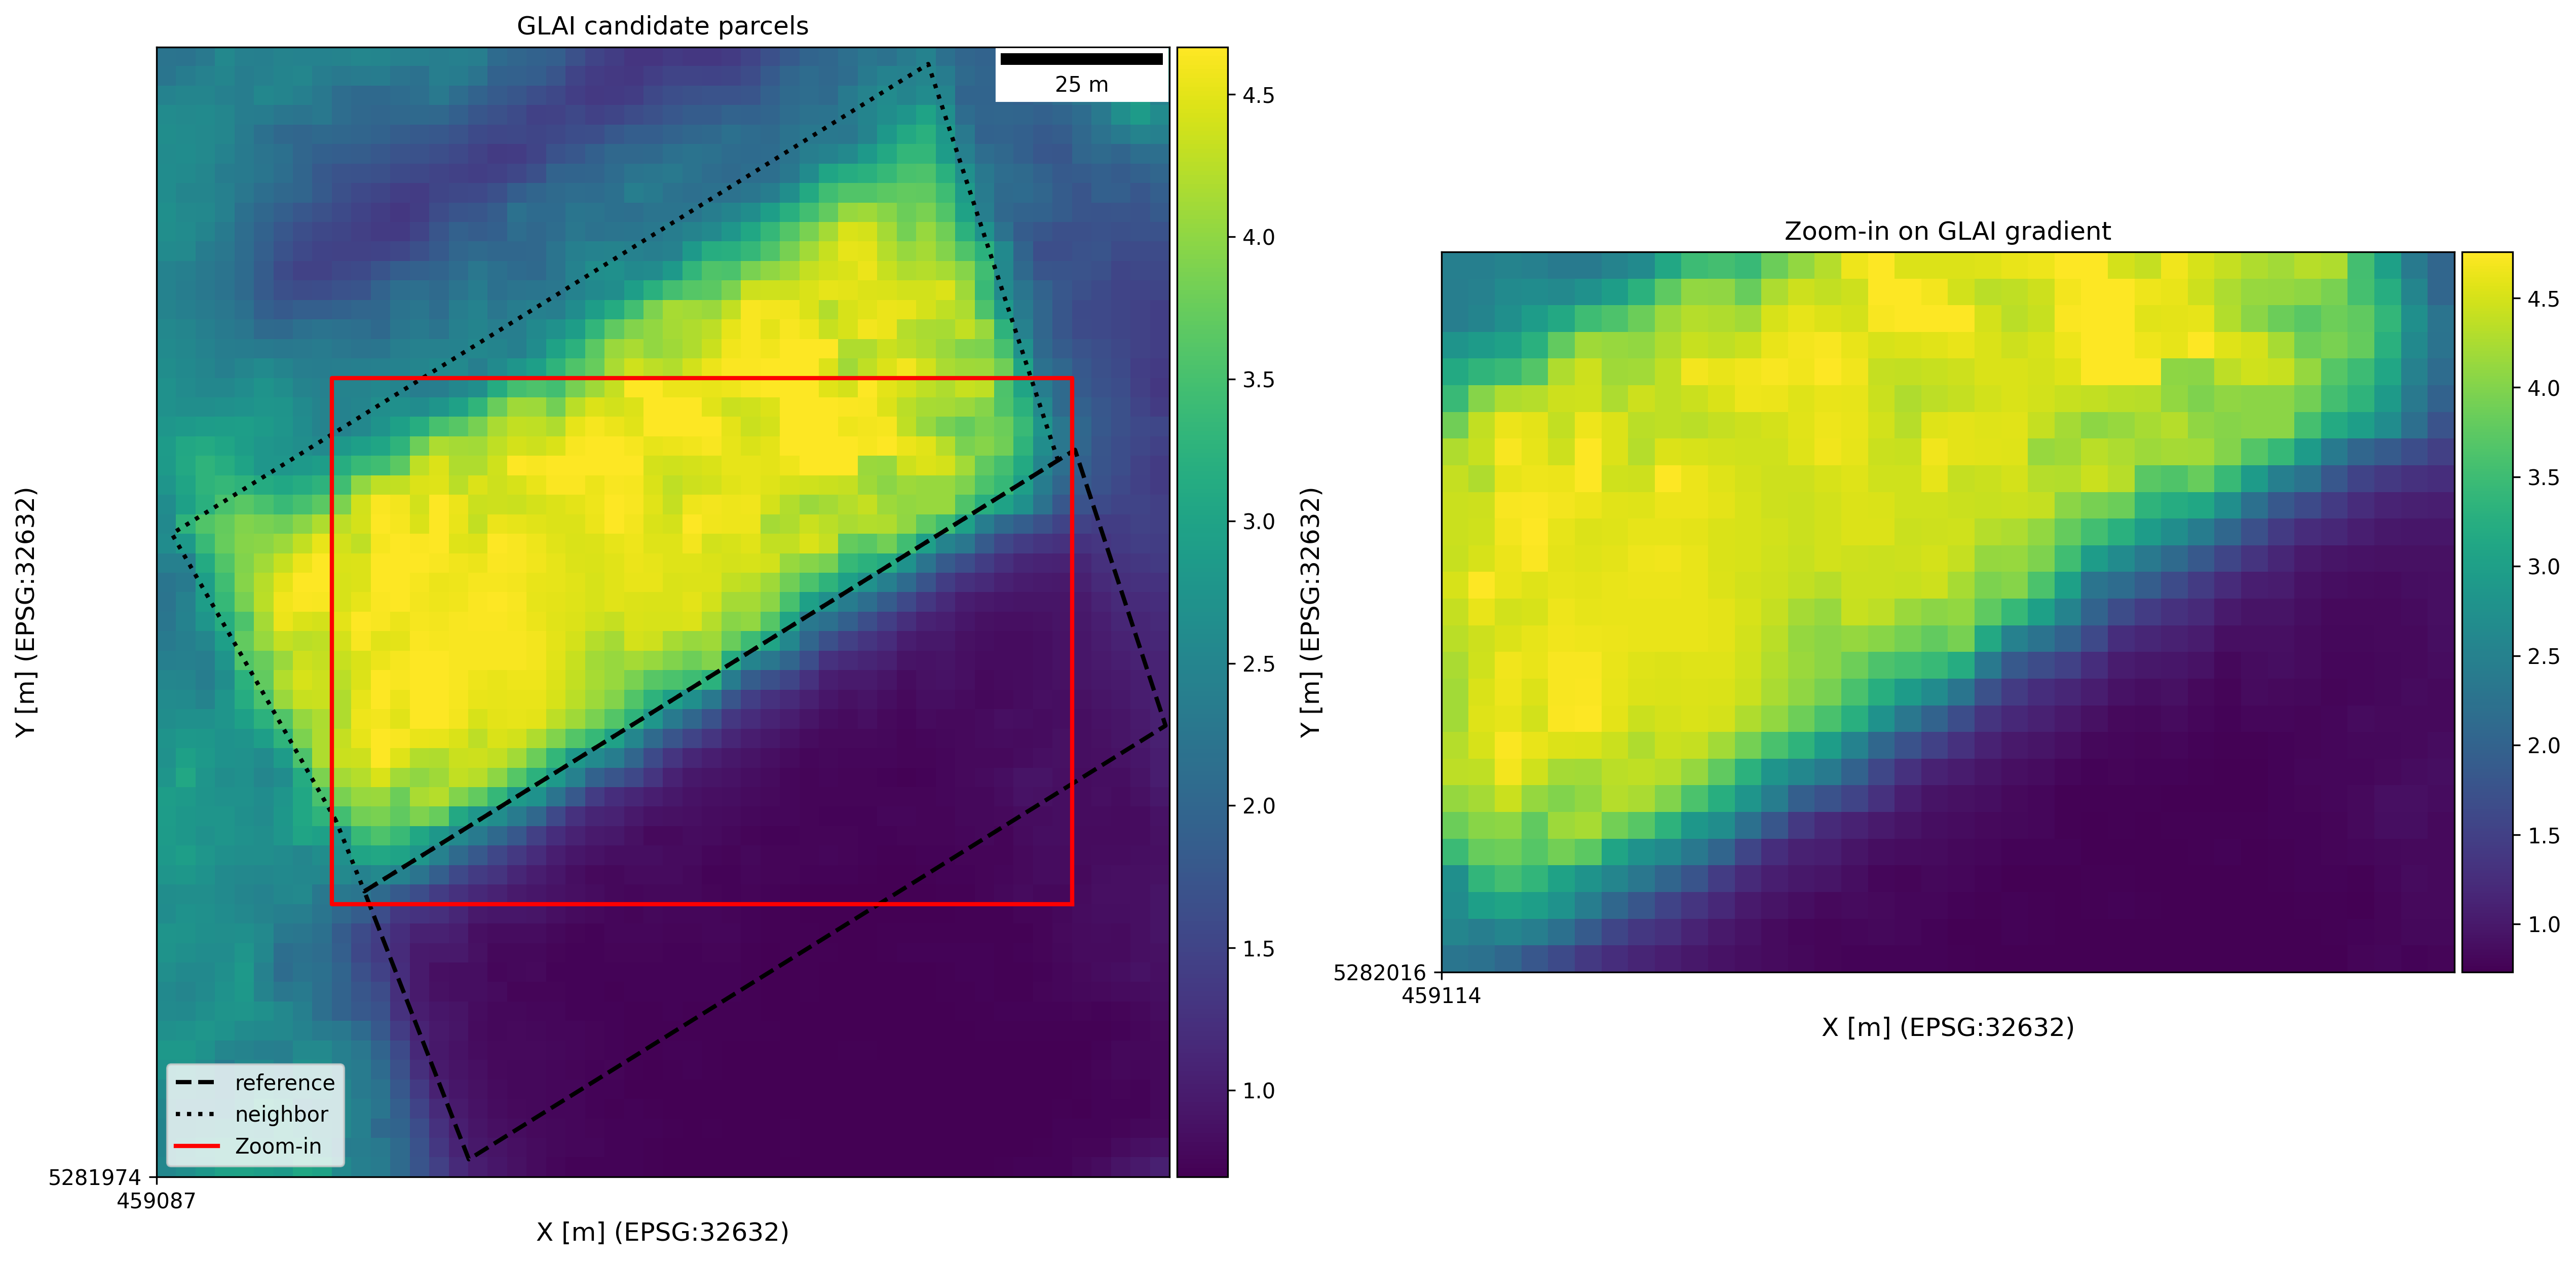 GLAI candidate parcels
25 m
4.5
4.0
3.5
3.0
2.5
2.0
1.5
1.0
Y [m] (EPSG:32632)
reference
neighbor
Zoom-in
5281974
459087
X [m] (EPSG:32632)
Zoom-in on GLAI gradient
4.5
4.0
3.5
3.0
2.5
2.0
1.5
1.0
Y [m] (EPSG:32632)
5282016
459114
X [m] (EPSG:32632)